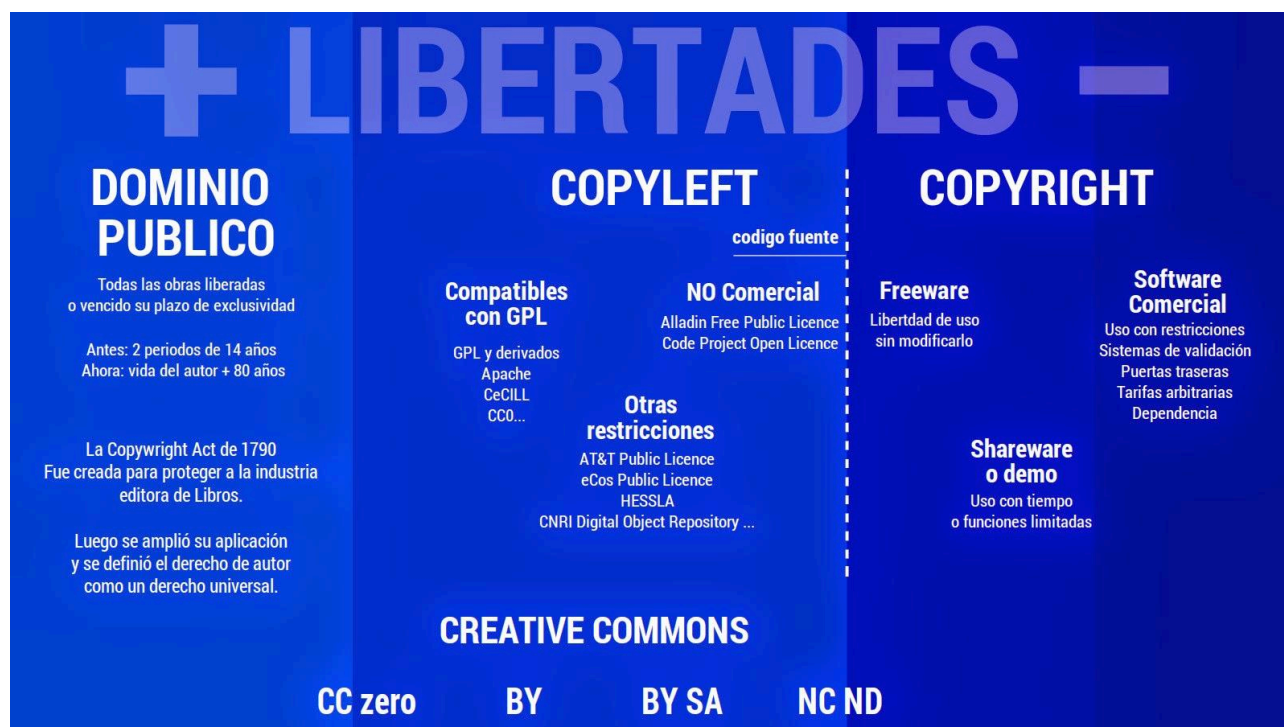 + LIBERTADES -
DOMINIO
PUBLICO
Todas las obras liberadas
o vencido su plazo de exclusividad
Antes: 2 periodos de 14 años
Ahora: vida del autor + 80 años
La Copywright Act de 1790
Fue creada para proteger a la industria
editora de Libros.
Luego se amplió su aplicación
y se definió el derecho de autor
como un derecho universal.
COPYLEFT
codigo fuente
Compatibles
con GPL
GPL y derivados
Apache
CeCILL
CC0...
NO Comercial
Alladin Free Public Licence
Code Project Open Licence
Otras
restricciones
AT&T Public Licence
eCos Public Licence
HESSLA
CNRI Digital Object Repository ...
COPYRIGHT
Freeware
Libertdad de uso
sin modificarlo
Software
Comercial
Uso con restricciones
Sistemas de validación
Puertas traseras
Tarifas arbitrarias
Dependencia
Shareware
o demo
Uso con tiempo
o funciones limitadas
CREATIVE COMMONS
CC zero BY BY SA NC ND